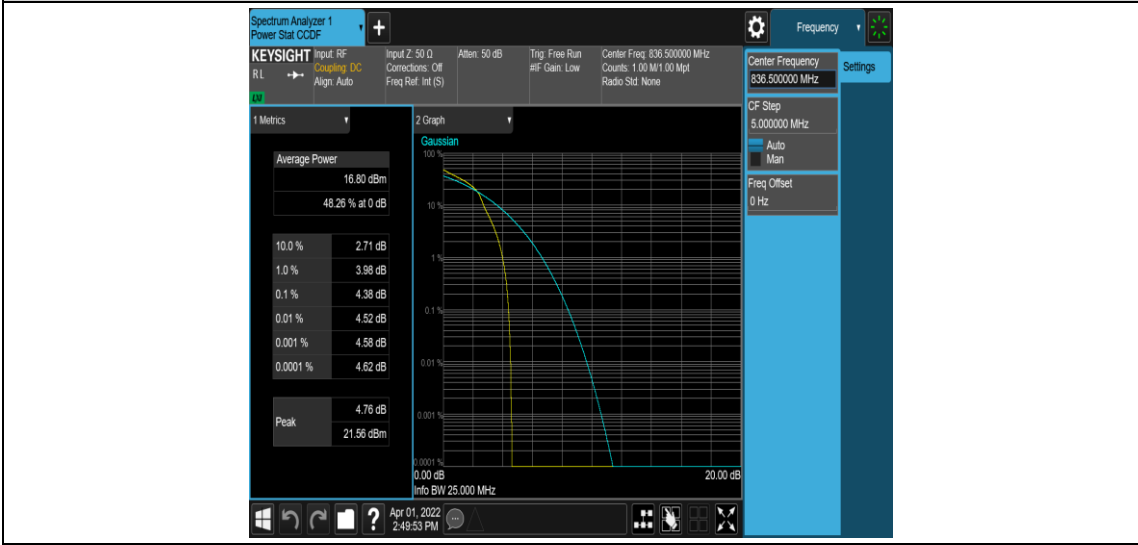 Spectrum Analyzer 1
Power Stat CCDF
+
Frequency
KEYSIGHT
RL
LNI
Input: RF
Coupling: DC
Align: Auto
Input Z: 50 Ω
Corrections: Off
Freq Ref: Int (S)
Atten: 50 dB
Trig: Free Run
#IF Gain: Low
Center Freq: 836.500000 MHz
Counts: 1.00 M/1.00 Mpt
Radio Std: None
Center Frequency
836.500000 MHz
Settings
CF Step
5.000000 MHz
Auto
Man
Freq Offset
0 Hz
1 Metrics
Average Power
16.80 dBm
48.26 % at 0 dB
10.0 % 2.71 dB
1.0 % 3.98 dB
0.1 % 4.38 dB
0.01 % 4.52 dB
0.001 % 4.58 dB
0.0001 % 4.62 dB
Peak
4.76 dB
21.56 dBm
2 Graph
Gaussian
100 %
10 %
1 %
0.1 %
0.01 %
0.001 %
0.0001 %
0.00 dB 20.00 dB
Info BW 25.000 MHz
?
Apr 01, 2022
2:49:53 PM